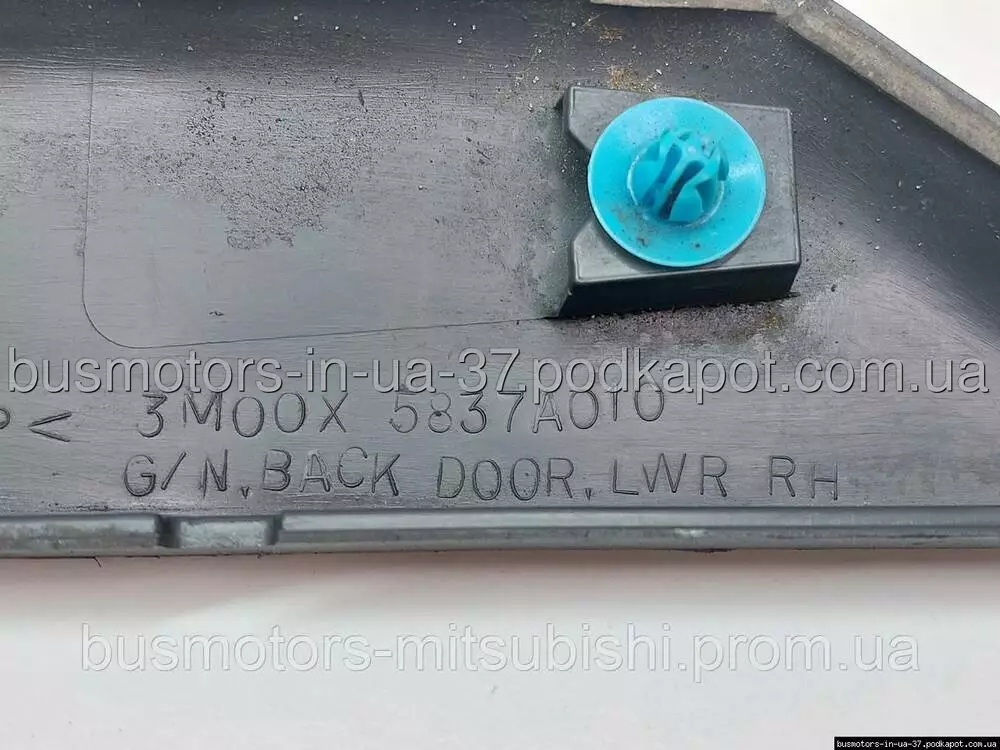 busmotors-in-ua-37.podkapot.com.ua
< 3M00X 5837A010
G/N. BACK DOOR, LWR RH
busmotors-mitsubishi.prom.ua
busmotors-in-ua-37.podkapot.com.ua